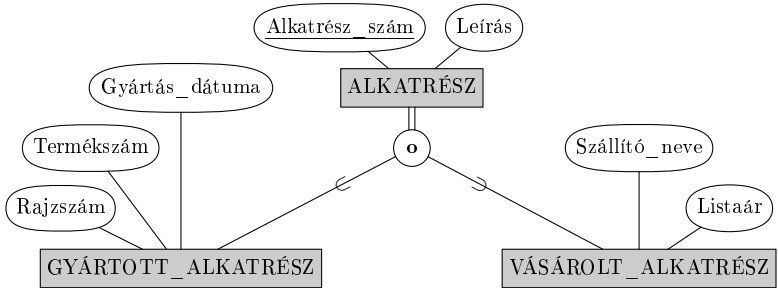 Alkatrész_szám
Leírás
ALKATRÉSZ
Gyártás_dátuma
Termékszám
Rajzszám
o
Szállító_neve
Listaár
GYÁRTOTT_ALKATRÉSZ
VÁSÁROLT_ALKATRÉSZ